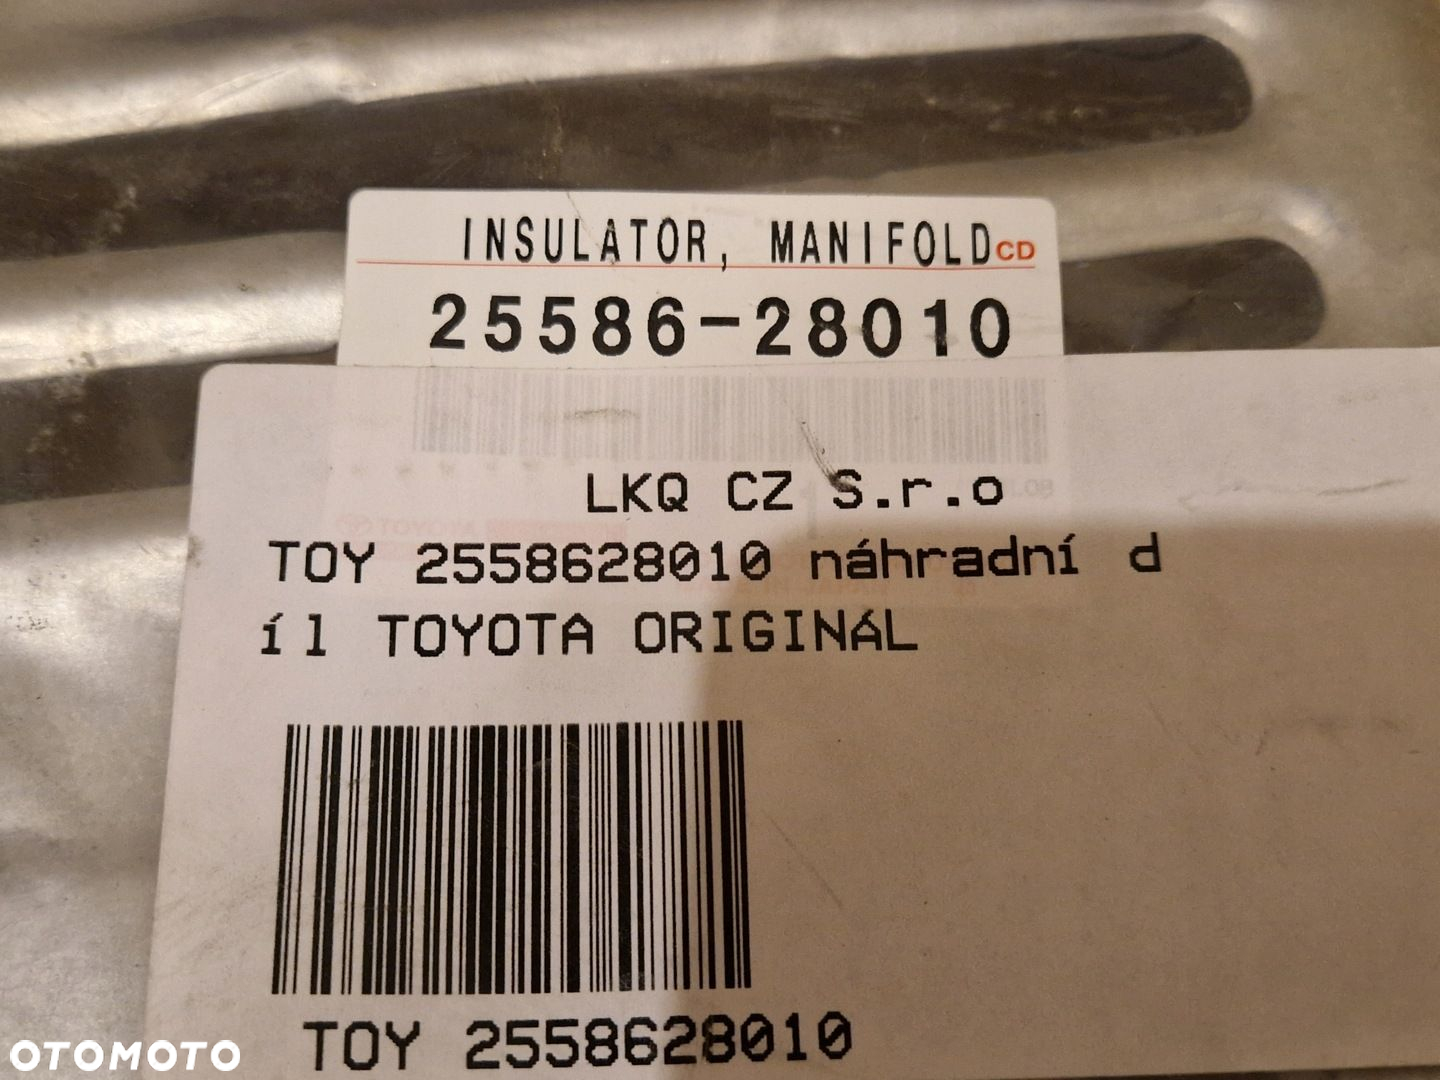 INSULATOR, MANIFOLD CD
25586-28010
LKQ CZ S.r.o
TOY 2558628010 náhradní d
íl TOYOTA ORIGINÁL
TOY 2558628010
OTOMOTO